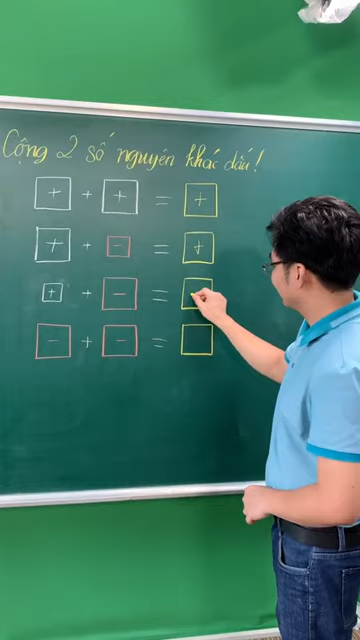 Cộng 2 số nguyên khác dấu!
+ + + = +
+ + - = +
+ + - =
- + - =